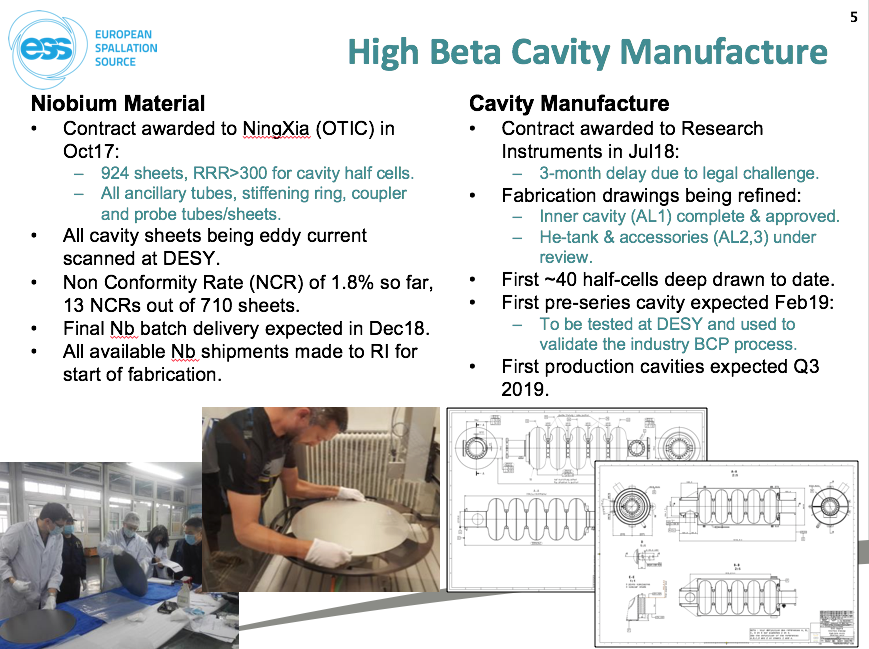 5
ess
EUROPEAN
SPALLATION
SOURCE
High Beta Cavity Manufacture
Niobium Material
• Contract awarded to NingXia (OTIC) in
Oct17:
– 924 sheets, RRR>300 for cavity half cells.
– All ancillary tubes, stiffening ring, coupler
and probe tubes/sheets.
• All cavity sheets being eddy current
scanned at DESY.
• Non Conformity Rate (NCR) of 1.8% so far,
13 NCRs out of 710 sheets.
• Final Nb batch delivery expected in Dec18.
• All available Nb shipments made to RI for
start of fabrication.
Cavity Manufacture
• Contract awarded to Research
Instruments in Jul18:
– 3-month delay due to legal challenge.
• Fabrication drawings being refined:
– Inner cavity (AL1) complete & approved.
– He-tank & accessories (AL2,3) under
review.
• First ~40 half-cells deep drawn to date.
• First pre-series cavity expected Feb19:
– To be tested at DESY and used to
validate the industry BCP process.
• First production cavities expected Q3
2019.